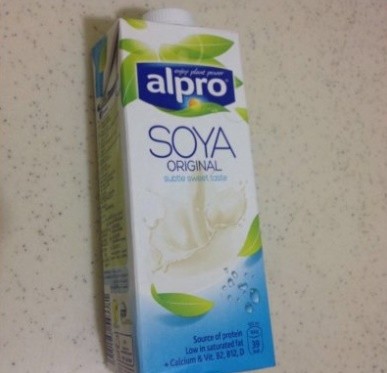 enjoy plant power
alpro
SOYA
ORIGINAL
subtle sweet taste
Source of protein
Low in saturated fat
+ Calcium & Vit. B2, B12, D
39